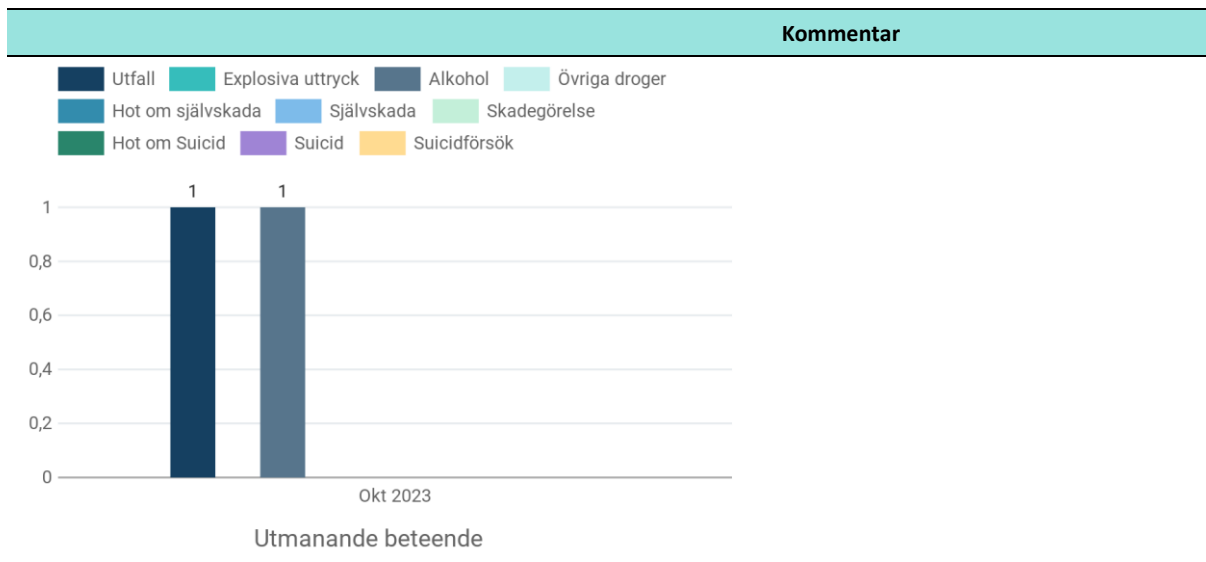 Kommentar
Utfall Explosiva uttryck Alkohol Övriga droger
Hot om självskada Självskada Skadegörelse
Hot om Suicid Suicid Suicidförsök
1 1
1
0,8
0,6
0,4
0,2
0
Okt 2023
Utmanande beteende